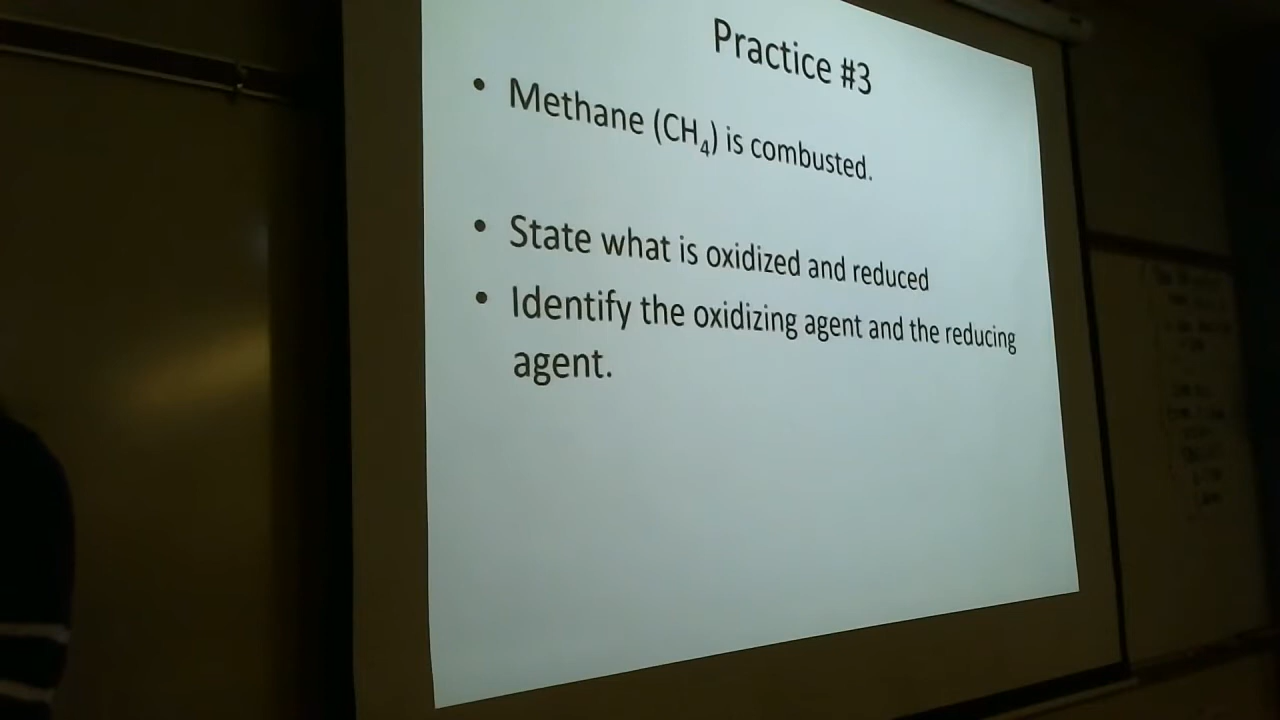 Practice #3
• Methane (CH₄) is combusted.
• State what is oxidized and reduced
• Identify the oxidizing agent and the reducing
agent.